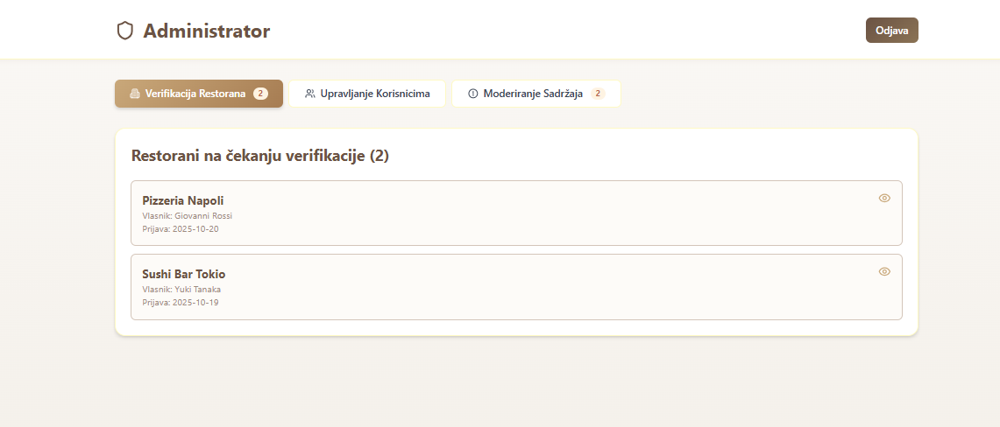 Administrator
Odjava
Verifikacija Restorana 2
Upravljanje Korisnicima
Moderiranje Sadržaja 2
Restorani na čekanju verifikacije (2)
Pizzeria Napoli
Vlasnik: Giovanni Rossi
Prijava: 2025-10-20
Sushi Bar Tokio
Vlasnik: Yuki Tanaka
Prijava: 2025-10-19